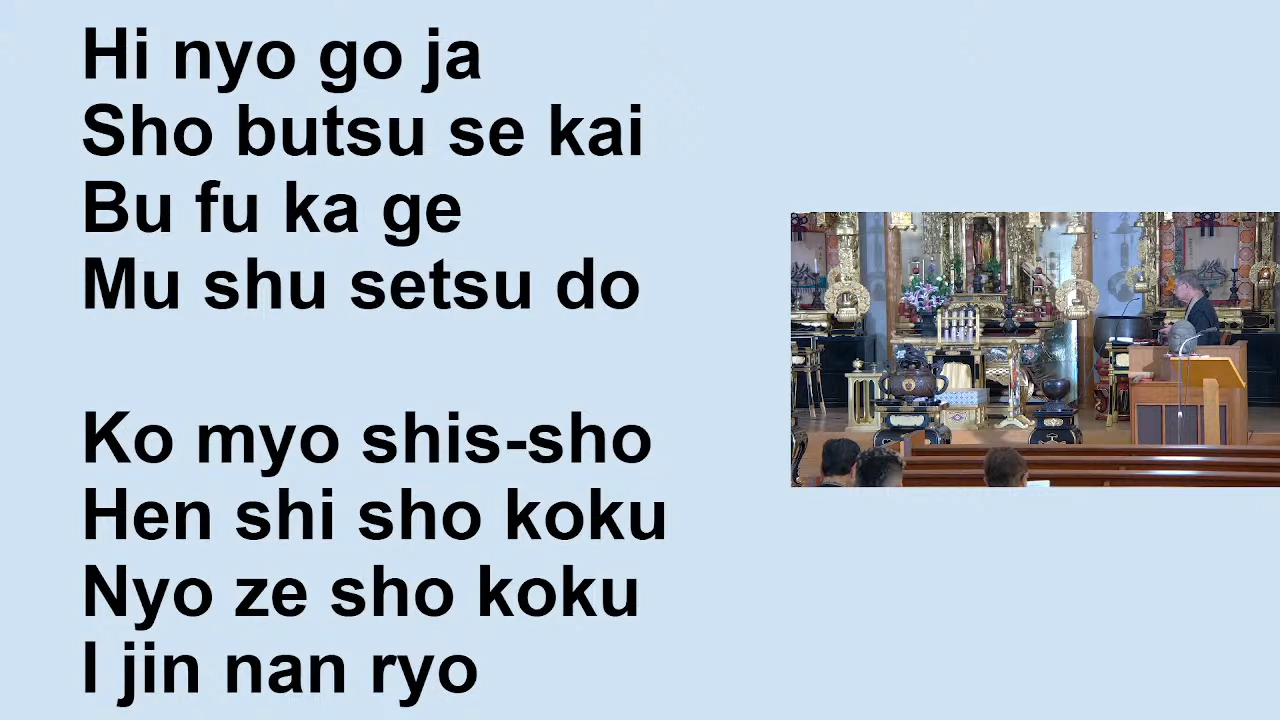 Hi nyo go ja
Sho butsu se kai
Bu fu ka ge
Mu shu setsu do
Ko myo shis-sho
Hen shi sho koku
Nyo ze sho koku
I jin nan ryo